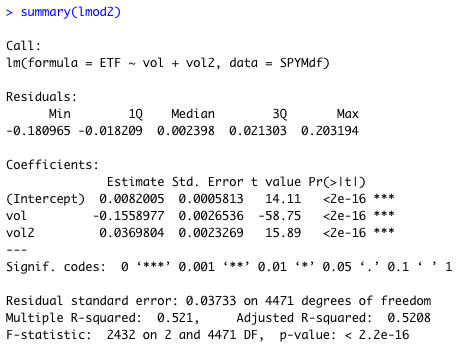 > summary(lmod2)
Call:
lm(formula = ETF ~ vol + vol2, data = SPYMdf)
Residuals:
Min 1Q Median 3Q Max
-0.180965 -0.018209 0.002398 0.021303 0.203194
Coefficients:
Estimate Std. Error t value Pr(>|t|)
(Intercept) 0.0082005 0.0005813 14.11 <2e-16 ***
vol -0.1558977 0.0026536 -58.75 <2e-16 ***
vol2 0.0369804 0.0023269 15.89 <2e-16 ***
---
Signif. codes: 0 ‘***’ 0.001 ‘**’ 0.01 ‘*’ 0.05 ‘.’ 0.1 ‘ ’ 1
Residual standard error: 0.03733 on 4471 degrees of freedom
Multiple R-squared: 0.521, Adjusted R-squared: 0.5208
F-statistic: 2432 on 2 and 4471 DF, p-value: < 2.2e-16